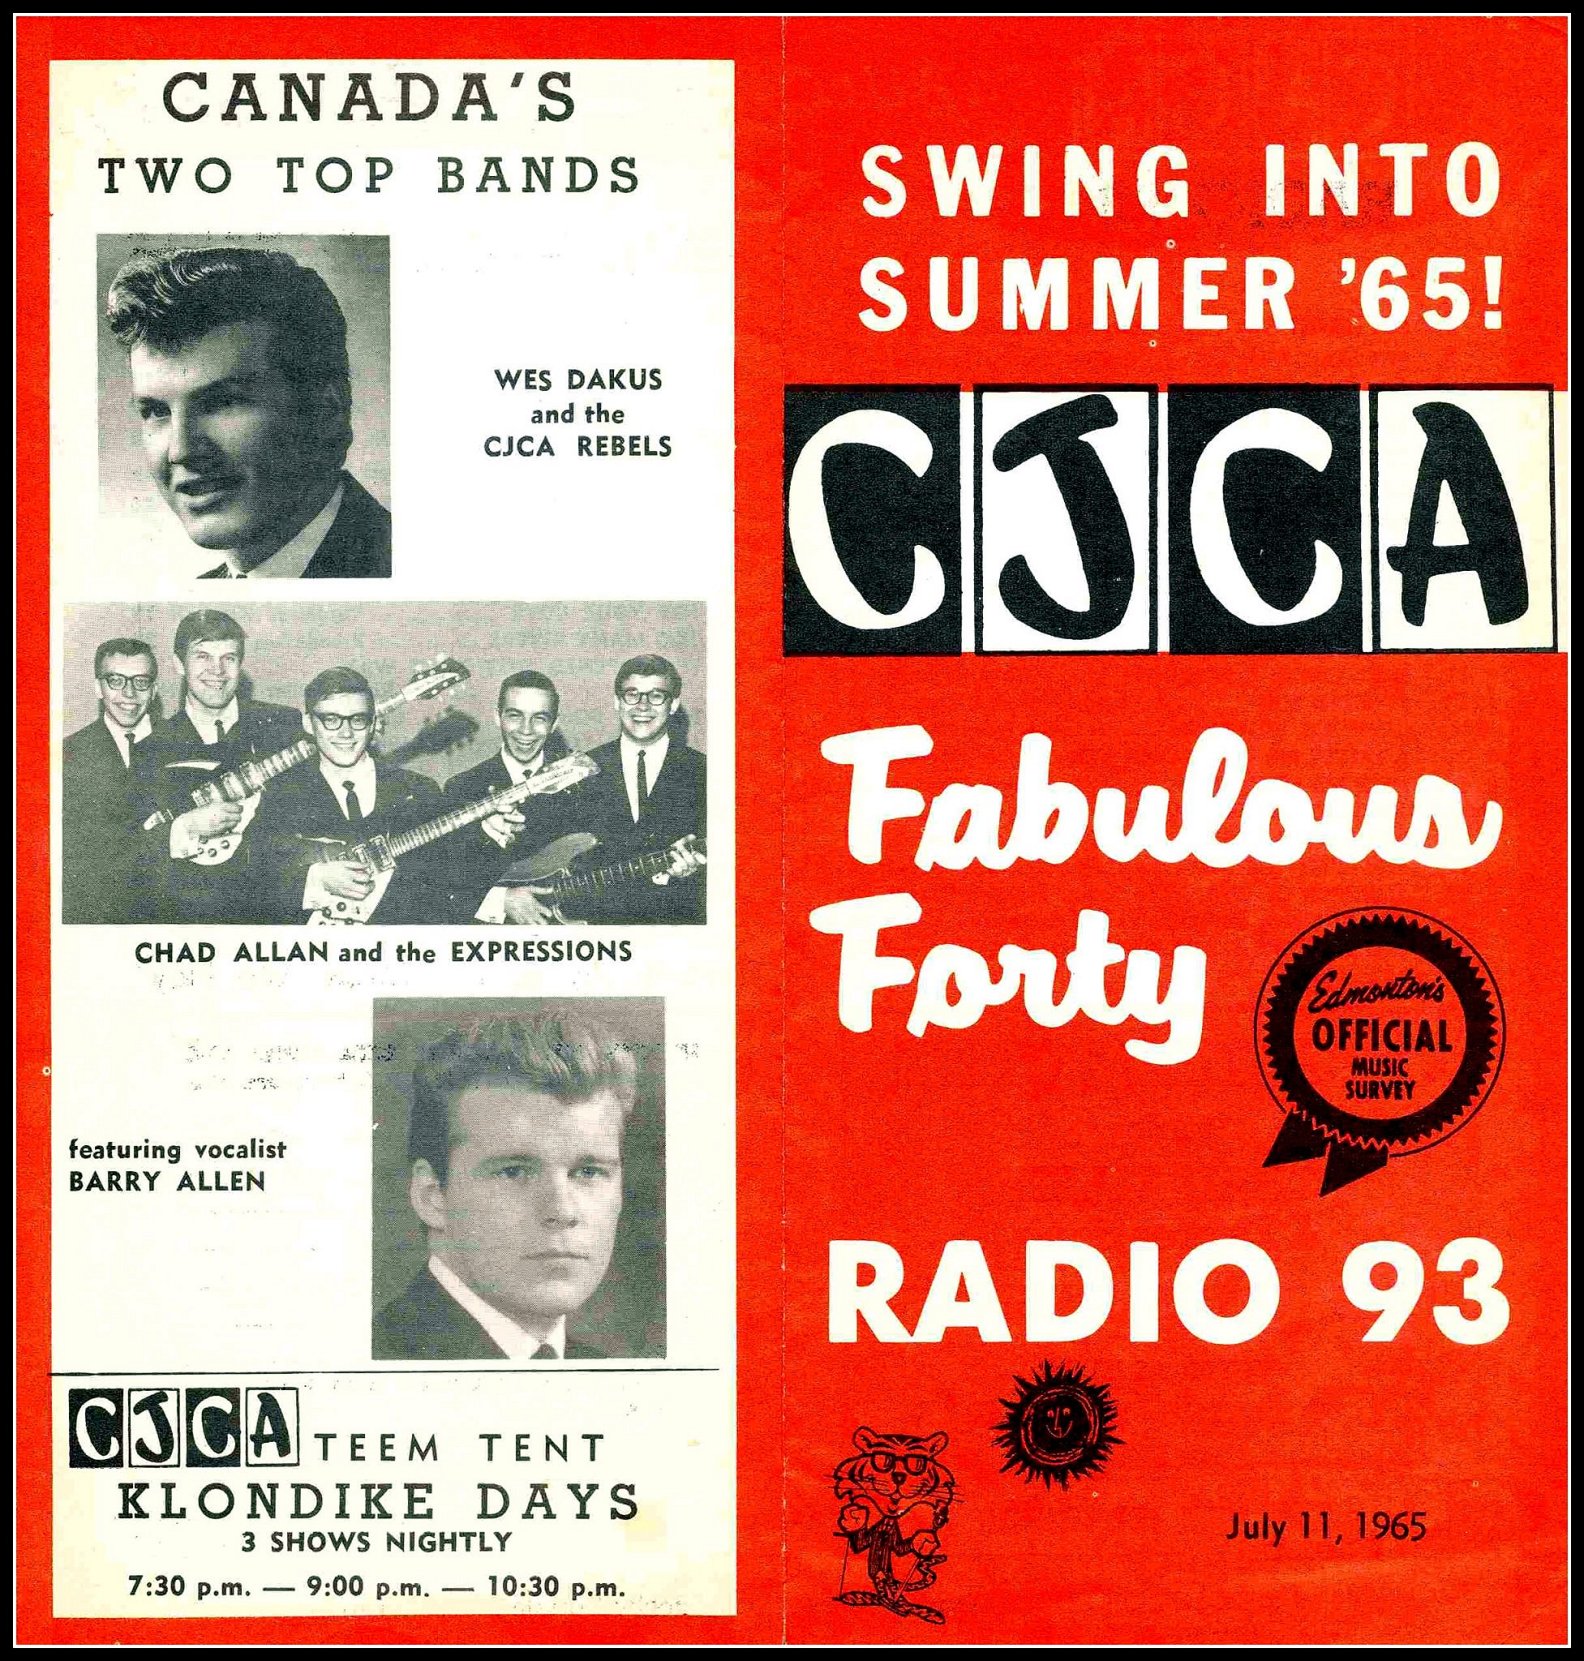 CANADA'S
TWO TOP BANDS
WES DAKUS
and the
CJCA REBELS
CHAD ALLAN and the EXPRESSIONS
featuring vocalist
BARRY ALLEN
CJCA TEEM TENT
KLONDIKE DAYS
3 SHOWS NIGHTLY
7:30 p.m. — 9:00 p.m. — 10:30 p.m.
SWING INTO
SUMMER '65!
CJCA
Fabulous
Forty
Edmonton's
OFFICIAL
MUSIC
SURVEY
RADIO 93
July 11, 1965